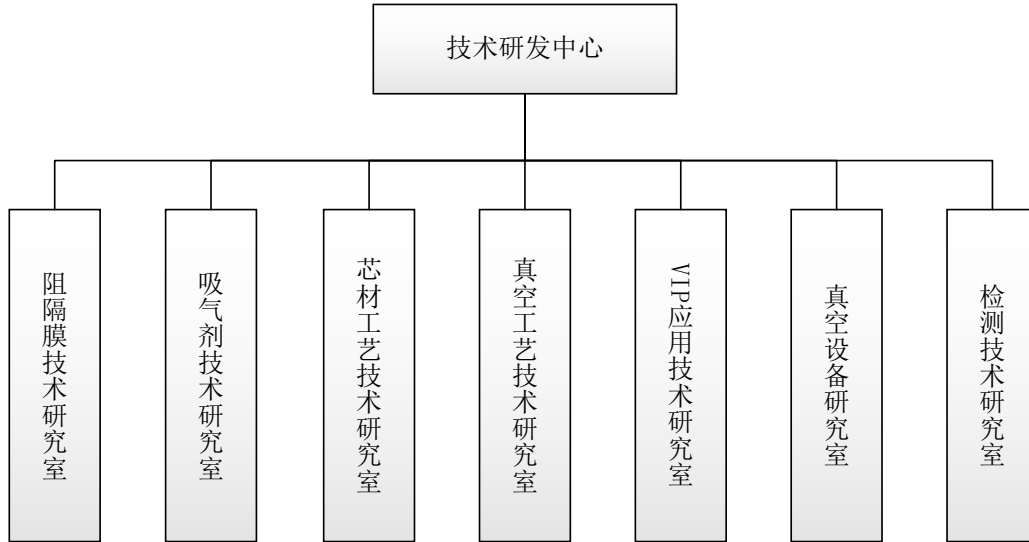 技术研发中心
阻隔膜技术研究室
吸气剂技术研究室
芯材工艺技术研究室
真空工艺技术研究室
VIP应用技术研究室
真空设备研究室
检测技术研究室